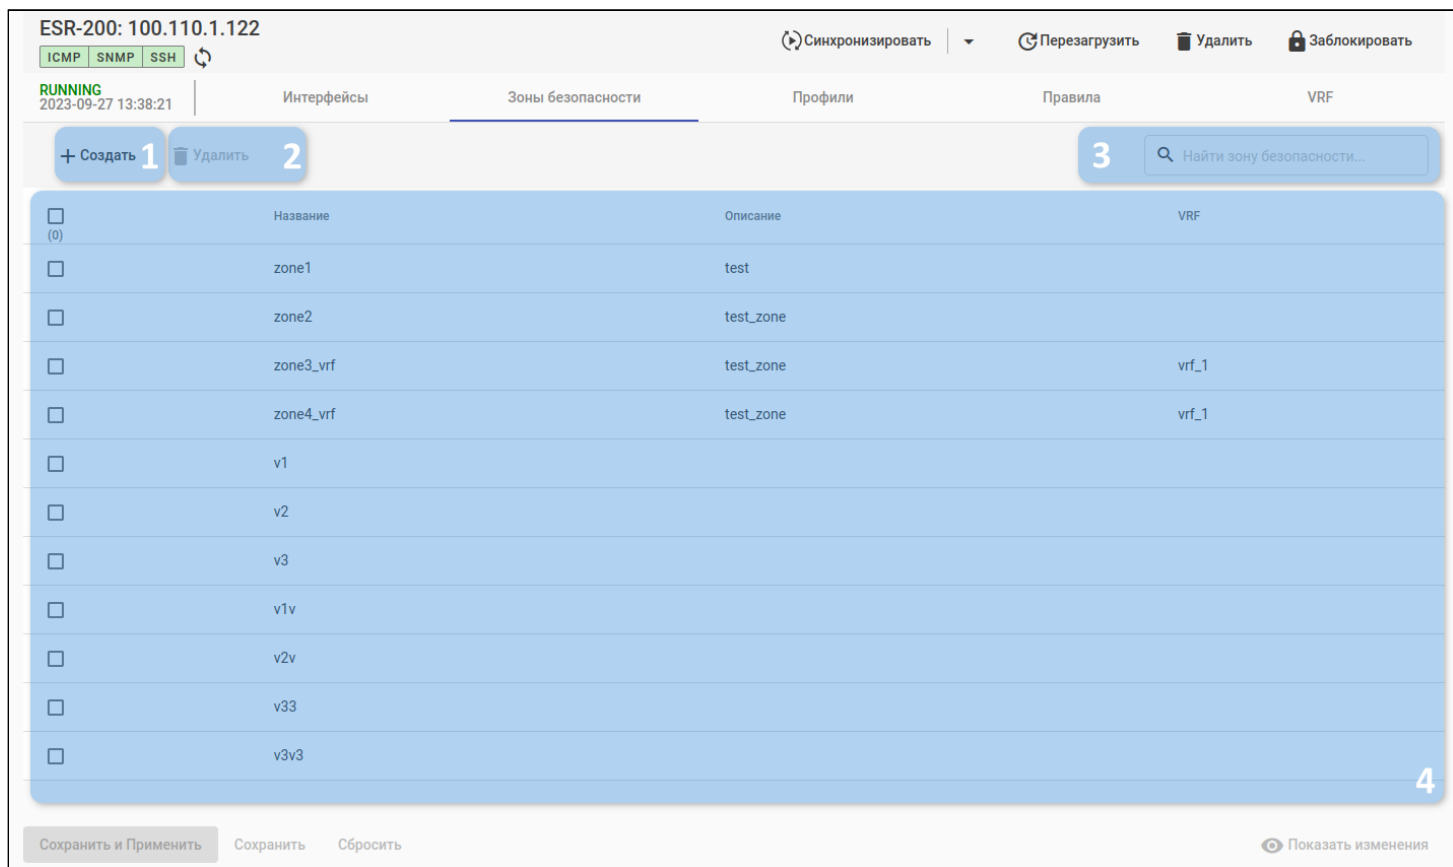 ESR-200: 100.110.1.122
ICMP SNMP SSH
Синхронизировать Перезагрузить Удалить Заблокировать
RUNNING
2023-09-27 13:38:21
Интерфейсы Зоны безопасности Профили Правила VRF
Создать 1 Удалить 2 3 Найти зону безопасности...
(0) Название Описание VRF
zone1 test
zone2 test_zone
zone3_vrf test_zone vrf_1
zone4_vrf test_zone vrf_1
v1
v2
v3
v1v
v2v
v33
v3v3
4
Сохранить и Применить Сохранить Сбросить Показать изменения